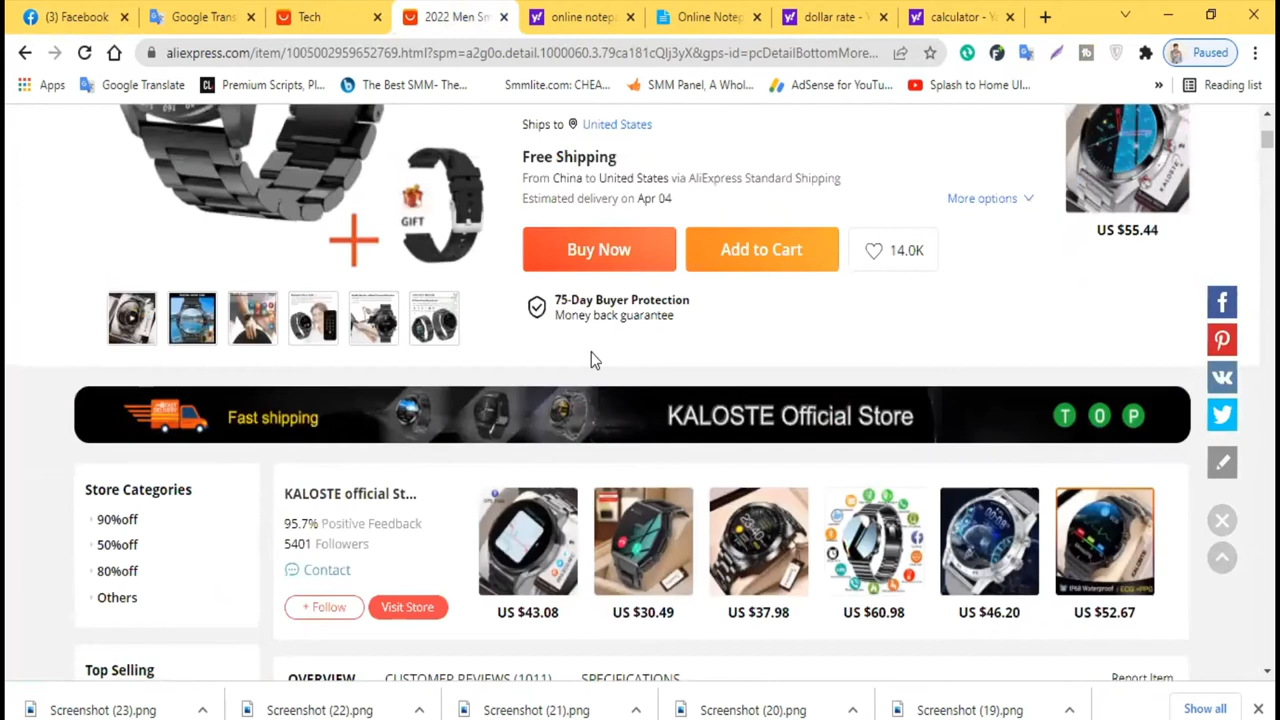 (3) Facebook
Google Trans
Tech
2022 Men Sm
online notep
Online Notep
dollar rate - Y
calculator - Y
aliexpress.com/item/1005002959652769.html?spm=a2g0o.detail.1000060.3.79ca181cQlj3yX&gps-id=pcDetailBottomMore...
Paused
Apps
Google Translate
Premium Scripts, Pl...
The Best SMM- The...
Smmlite.com: CHEA...
SMM Panel, A Whol...
AdSense for YouTu...
Splash to Home Ul...
»
Reading list
Ships to United States
Free Shipping
From China to United States via AliExpress Standard Shipping
Estimated delivery on Apr 04
More options
GIFT
US $55.44
Buy Now
Add to Cart
14.0K
75-Day Buyer Protection
Money back guarantee
Fast shipping
KALOSTE Official Store
T O P
Store Categories
90%off
50%off
80%off
Others
KALOSTE official St...
95.7% Positive Feedback
5401 Followers
Contact
+ Follow
Visit Store
IP68 Waterproof
ECG+PPG
US $43.08
US $30.49
US $37.98
US $60.98
US $46.20
US $52.67
Top Selling
OVERVIEW
CUSTOMER REVIEWS (1011)
SPECIFICATIONS
Report Item
Screenshot (23).png
Screenshot (22).png
Screenshot (21).png
Screenshot (20).png
Screenshot (19).png
Show all